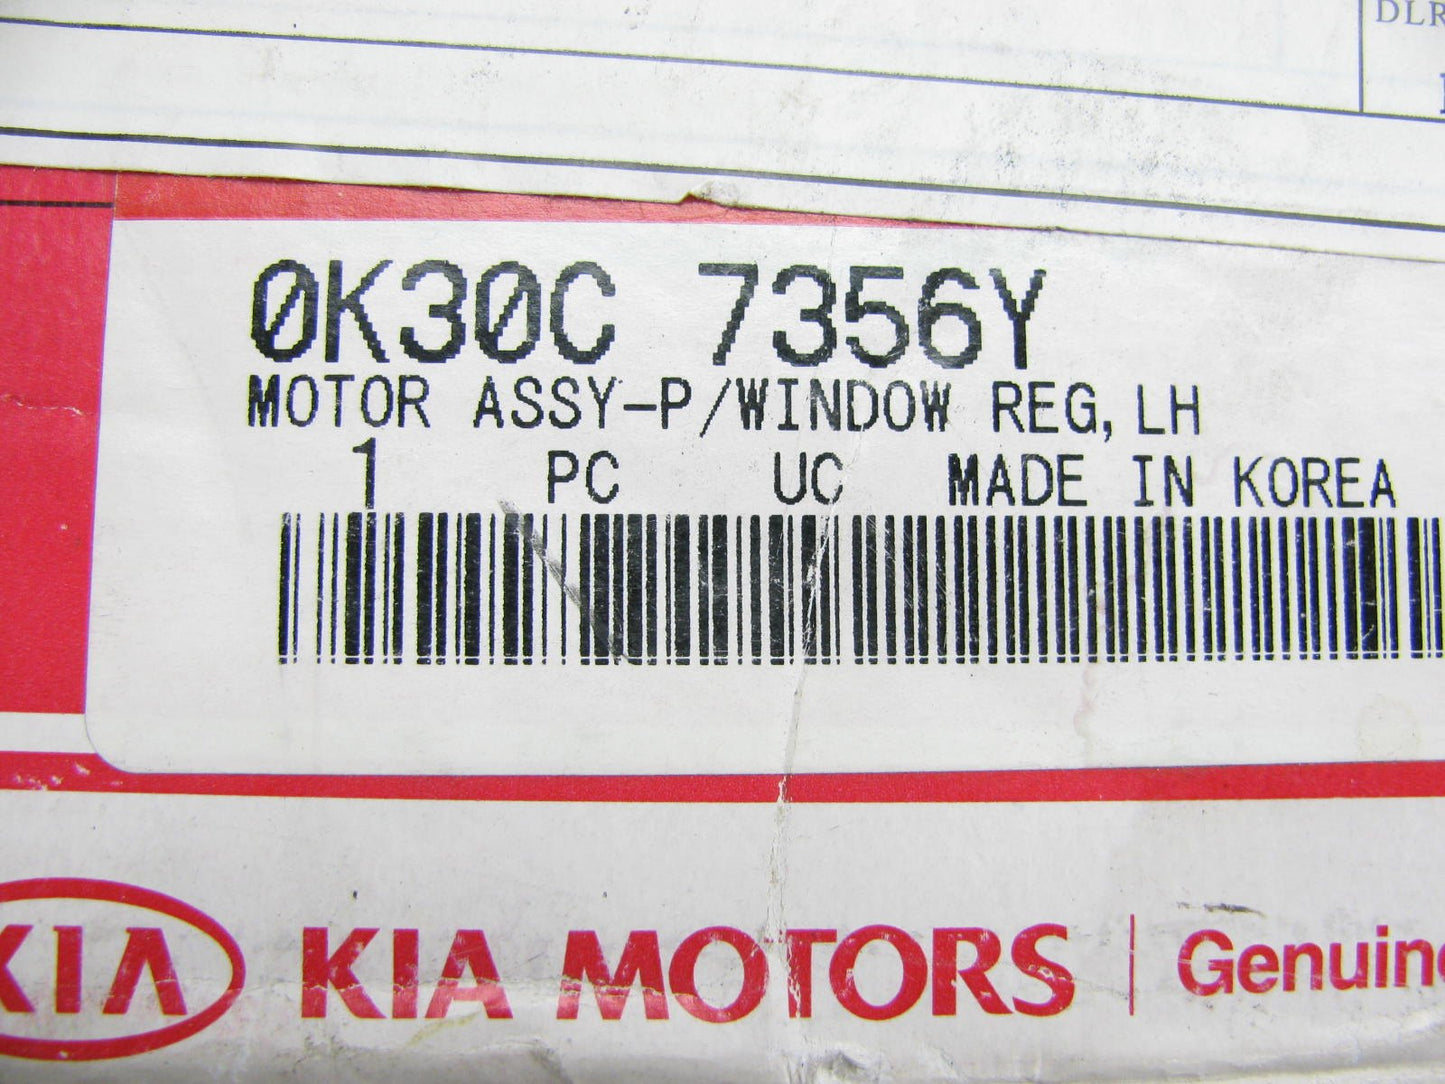 DLR
0K30C 7356Y
MOTOR ASSY-P/WINDOW REG, LH
1 PC UC MADE IN KOREA
KIA KIA MOTORS | Genuine